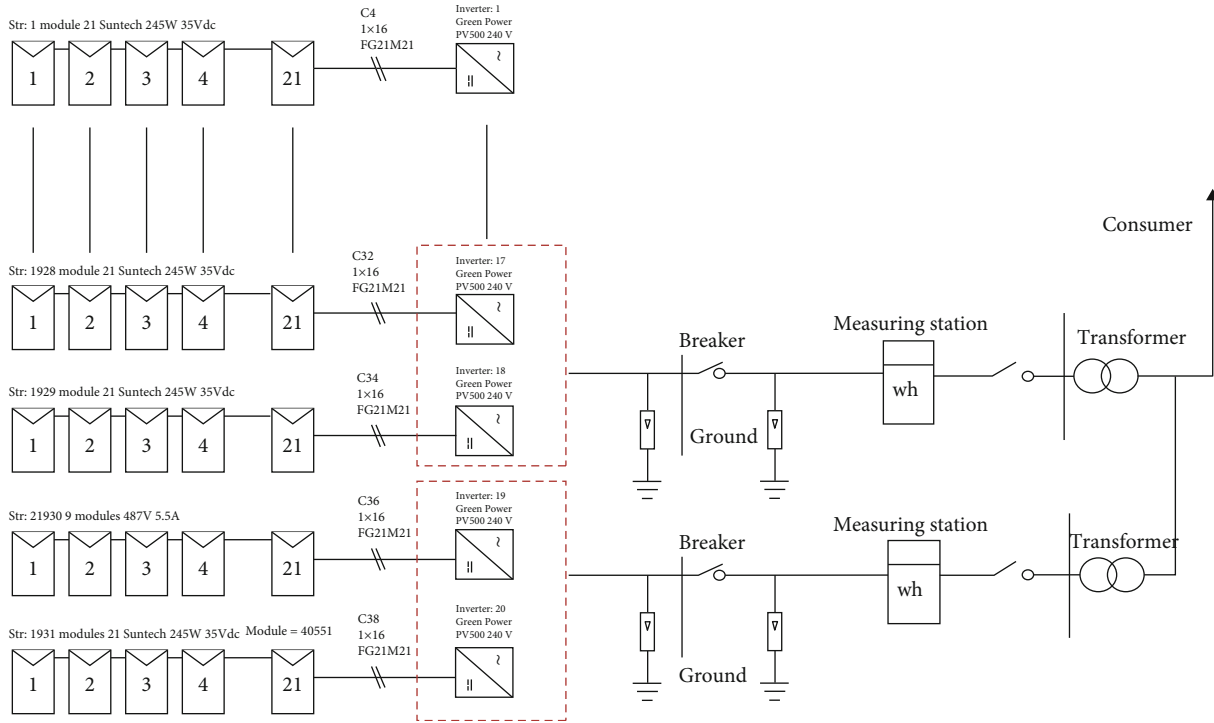 Str: 1 module 21 Suntech 245W 35Vdc
1
2
3
4
21
C4
1×16
FG21M21
Inverter: 1
Green Power
PV500 240 V
~
=
Str: 1928 module 21 Suntech 245W 35Vdc
1
2
3
4
21
C32
1×16
FG21M21
Inverter: 17
Green Power
PV500 240 V
~
=
Str: 1929 module 21 Suntech 245W 35Vdc
1
2
3
4
21
C34
1×16
FG21M21
Inverter: 18
Green Power
PV500 240 V
~
=
Breaker
Ground
Measuring station
wh
Transformer
Consumer
Str: 21930 9 modules 487V 5.5A
1
2
3
4
21
C36
1×16
FG21M21
Inverter: 19
Green Power
PV500 240 V
~
=
Str: 1931 modules 21 Suntech 245W 35Vdc Module = 40551
1
2
3
4
21
C38
1×16
FG21M21
Inverter: 20
Green Power
PV500 240 V
~
=
Breaker
Ground
Measuring station
wh
Transformer